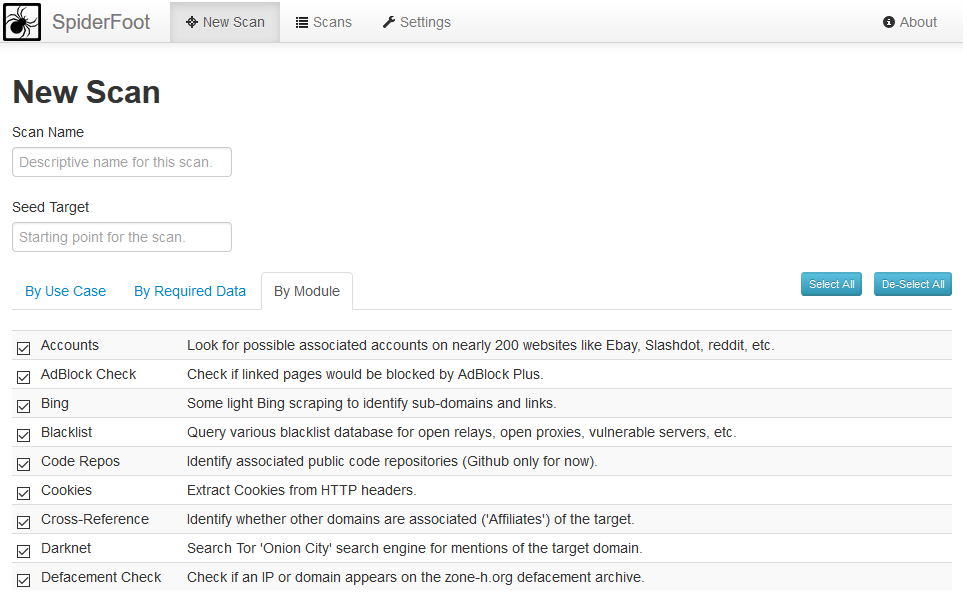 SpiderFoot New Scan Scans Settings About
New Scan
Scan Name
Descriptive name for this scan.
Seed Target
Starting point for the scan.
By Use Case By Required Data By Module Select All De-Select All
Accounts Look for possible associated accounts on nearly 200 websites like Ebay, Slashdot, reddit, etc.
AdBlock Check Check if linked pages would be blocked by AdBlock Plus.
Bing Some light Bing scraping to identify sub-domains and links.
Blacklist Query various blacklist database for open relays, open proxies, vulnerable servers, etc.
Code Repos Identify associated public code repositories (Github only for now).
Cookies Extract Cookies from HTTP headers.
Cross-Reference Identify whether other domains are associated ('Affiliates') of the target.
Darknet Search Tor 'Onion City' search engine for mentions of the target domain.
Defacement Check Check if an IP or domain appears on the zone-h.org defacement archive.